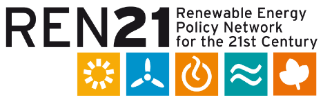 REN21 Renewable Energy
Policy Network
for the 21st Century